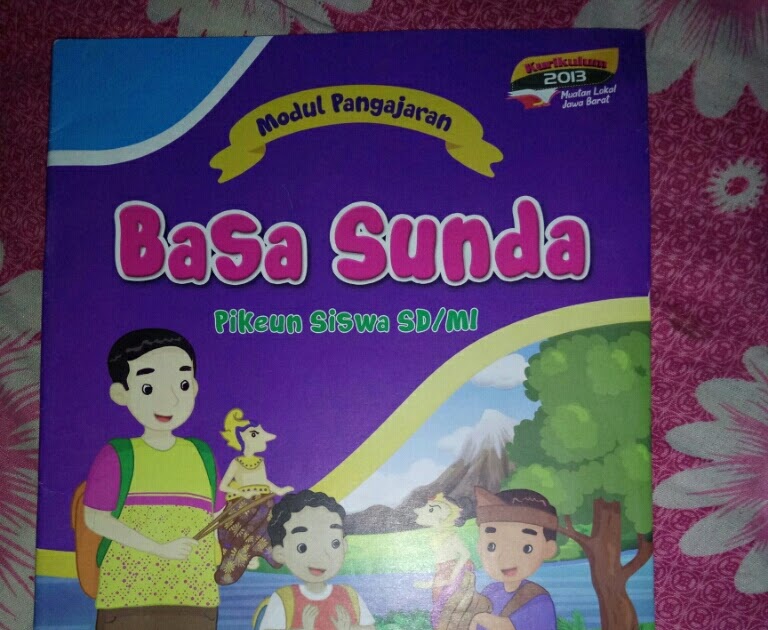 Kurikulum
2013
Muatan Lokal
Jawa Barat
Modul Pangajaran
Basa Sunda
Pikeun Siswa SD/MI